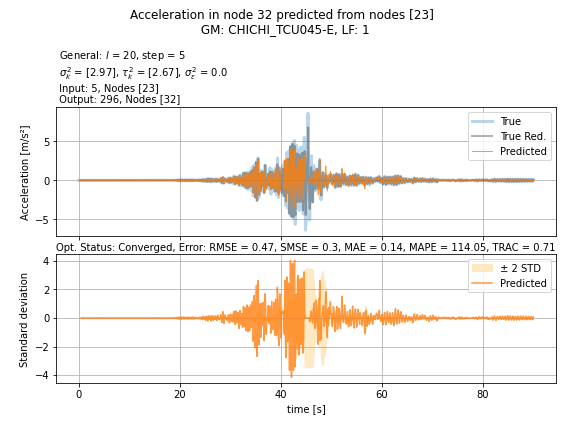 Acceleration in node 32 predicted from nodes [23]
GM: CHICHI_TCU045-E, LF: 1
General: l = 20, step = 5
σ²ₖ = [2.97], τ²ₖ = [2.67], σ²ε = 0.0
Input: 5, Nodes [23]
Output: 296, Nodes [32]
Acceleration [m/s²]
5
0
−5
True
True Red.
Predicted
Opt. Status: Converged, Error: RMSE = 0.47, SMSE = 0.3, MAE = 0.14, MAPE = 114.05, TRAC = 0.71
Standard deviation
4
2
0
−2
−4
± 2 STD
Predicted
0 20 40 60 80
time [s]